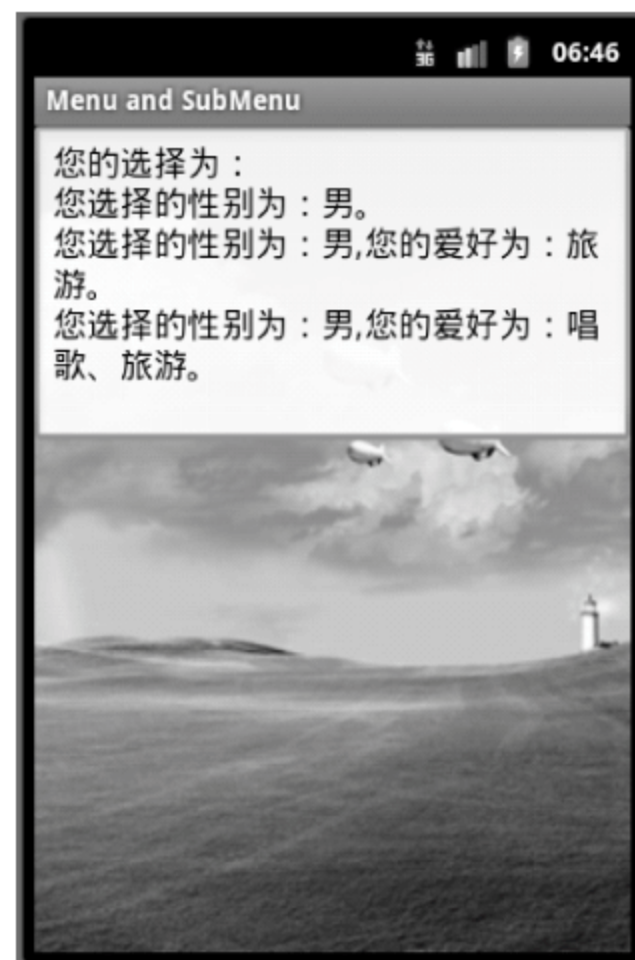 3G 06:46
Menu and SubMenu
您的选择为：
您选择的性别为：男。
您选择的性别为：男,您的爱好为：旅
游。
您选择的性别为：男,您的爱好为：唱
歌、旅游。